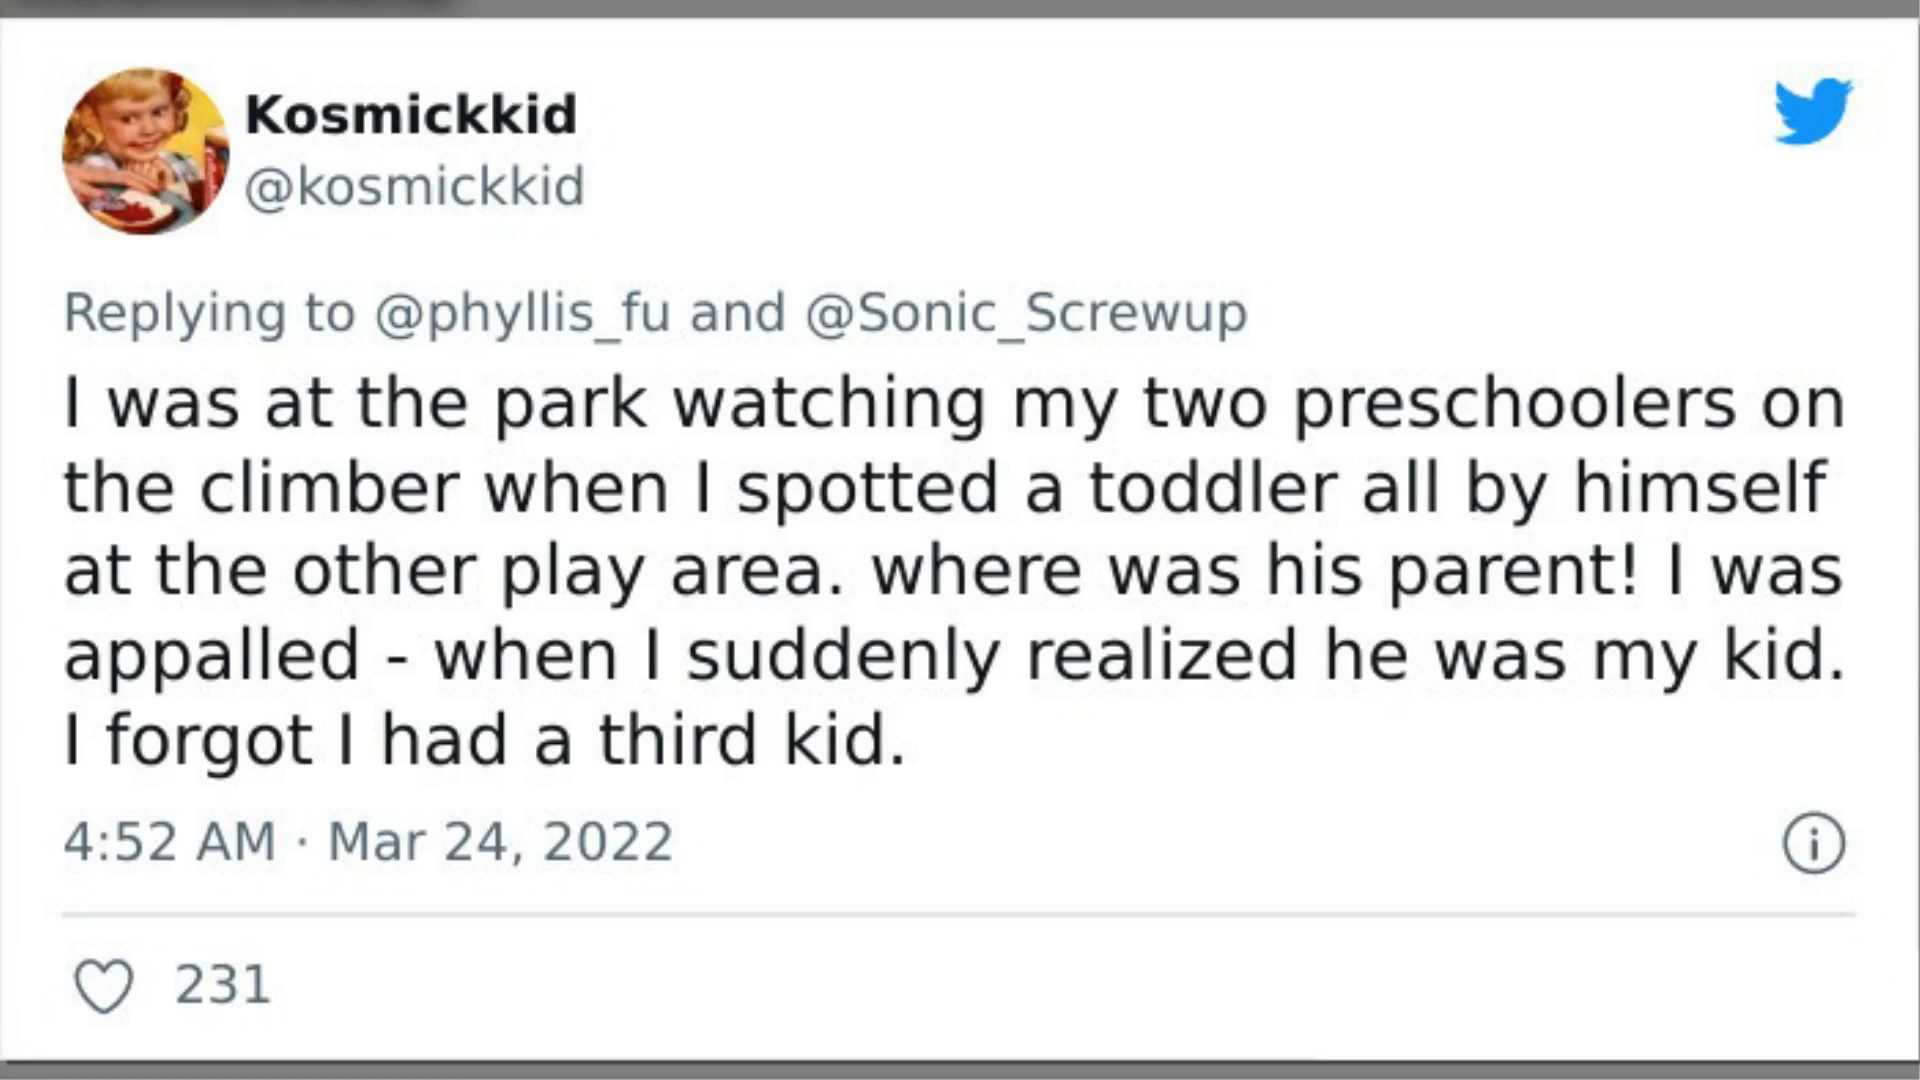 Kosmickkid
@kosmickkid
Replying to @phyllis_fu and @Sonic_Screwup
I was at the park watching my two preschoolers on
the climber when I spotted a toddler all by himself
at the other play area. where was his parent! I was
appalled - when I suddenly realized he was my kid.
I forgot I had a third kid.
4:52 AM · Mar 24, 2022
231